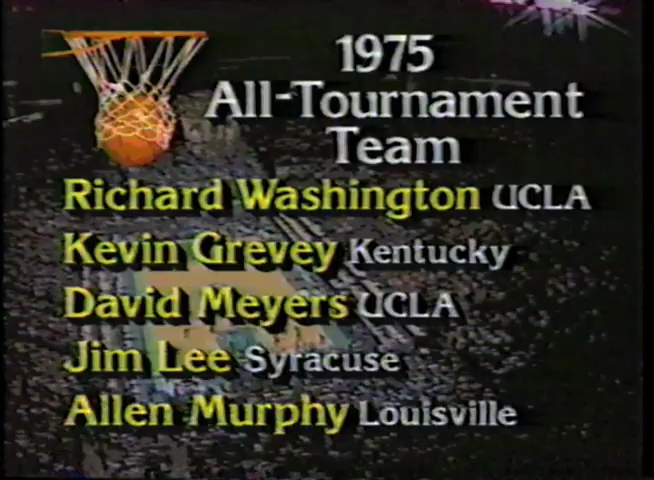 1975
All-Tournament
Team
Richard Washington UCLA
Kevin Grevey Kentucky
David Meyers UCLA
Jim Lee Syracuse
Allen Murphy Louisville